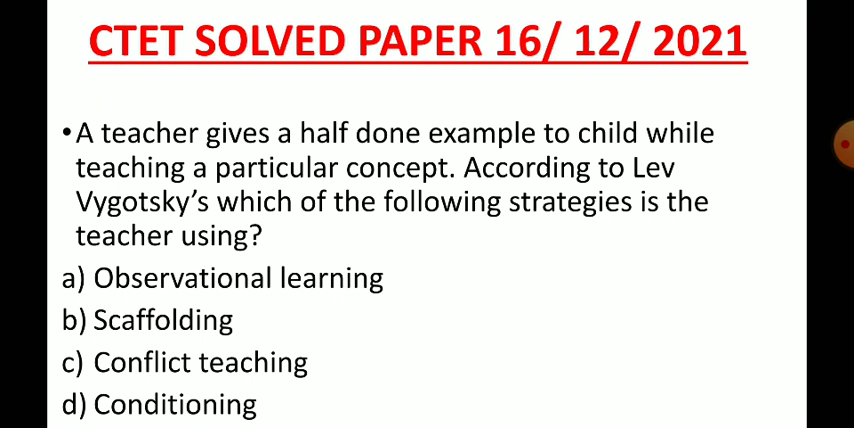 CTET SOLVED PAPER 16/ 12/ 2021
•A teacher gives a half done example to child while
teaching a particular concept. According to Lev
Vygotsky’s which of the following strategies is the
teacher using?
a) Observational learning
b) Scaffolding
c) Conflict teaching
d) Conditioning